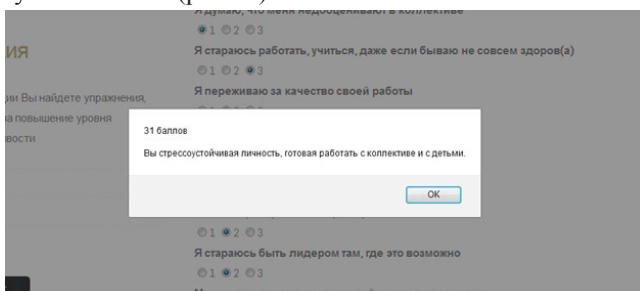 Я думаю, что меня недооценивают в коллективе
1 2 3
ИЯ
Я стараюсь работать, учиться, даже если бываю не совсем здоров(а)
1 2 3
Я переживаю за качество своей работы
ии Вы найдете упражнения,
а повышение уровня
вости
31 баллов
Вы стрессоустойчивая личность, готовая работать с коллективе и с детьми.
OK
1 2 3
Я стараюсь быть лидером там, где это возможно
1 2 3